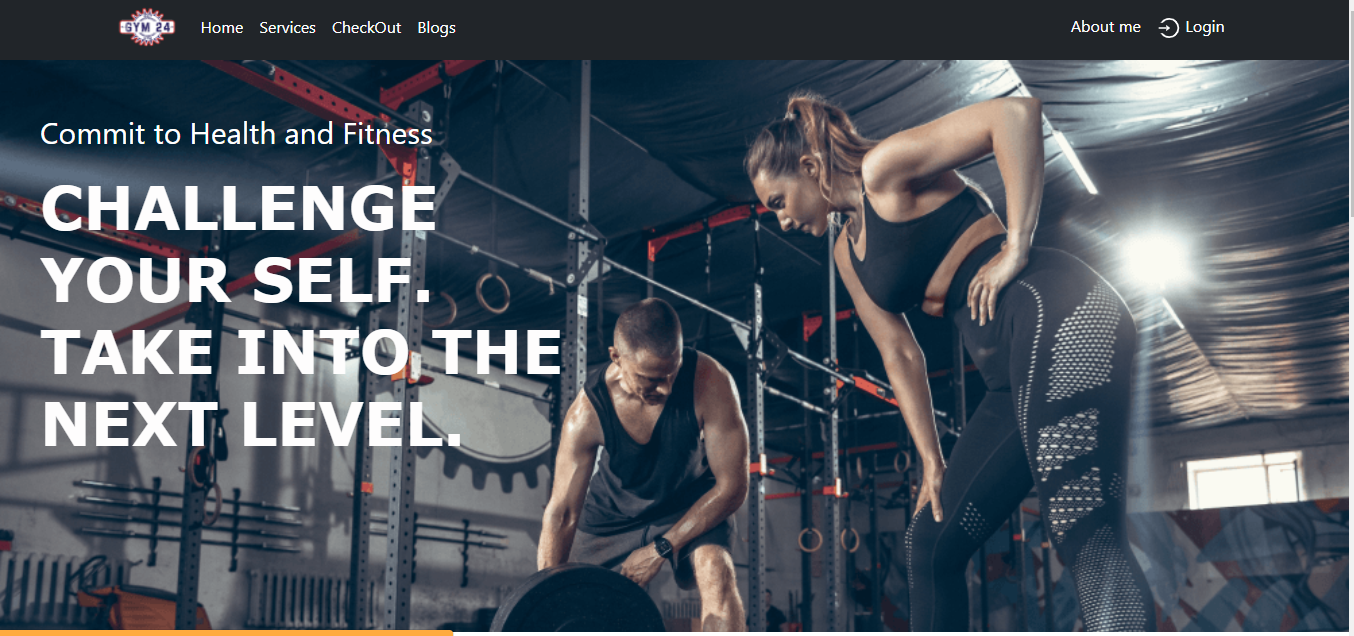 GYM 24
Home Services CheckOut Blogs About me Login
Commit to Health and Fitness
CHALLENGE
YOUR SELF.
TAKE INTO THE
NEXT LEVEL.